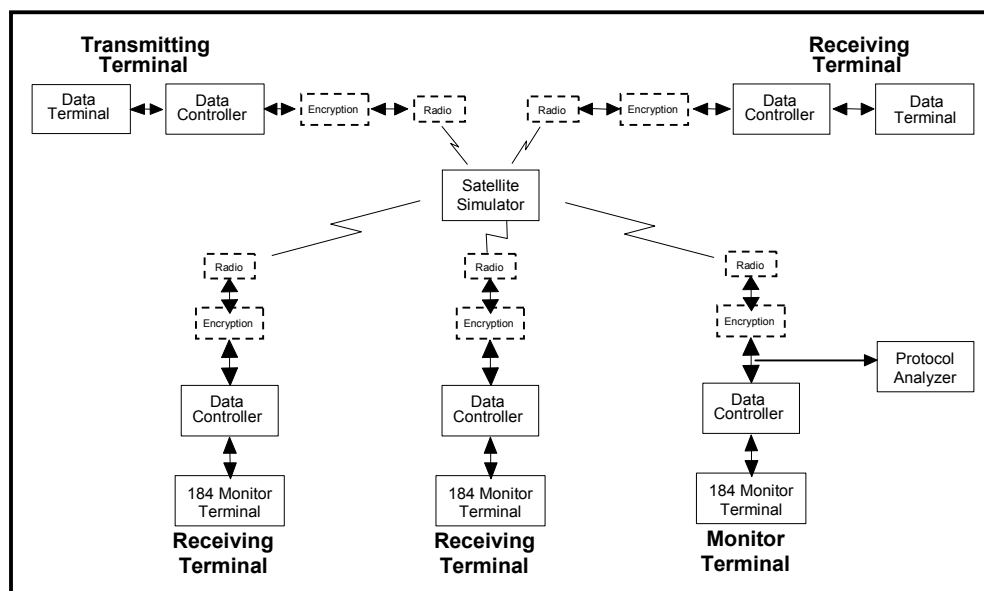 Transmitting
Terminal
Receiving
Terminal
Data
Terminal
Data
Controller
Encryption
Radio
Radio
Encryption
Data
Controller
Data
Terminal
Satellite
Simulator
Radio
Radio
Radio
Encryption
Encryption
Encryption
Protocol
Analyzer
Data
Controller
Data
Controller
Data
Controller
184 Monitor
Terminal
184 Monitor
Terminal
184 Monitor
Terminal
Receiving
Terminal
Receiving
Terminal
Monitor
Terminal